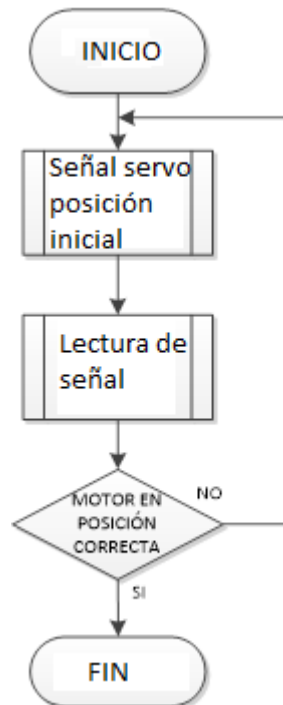 INICIO
Señal servo
posición
inicial
Lectura de
señal
MOTOR EN
POSICIÓN
CORRECTA
NO
SI
FIN